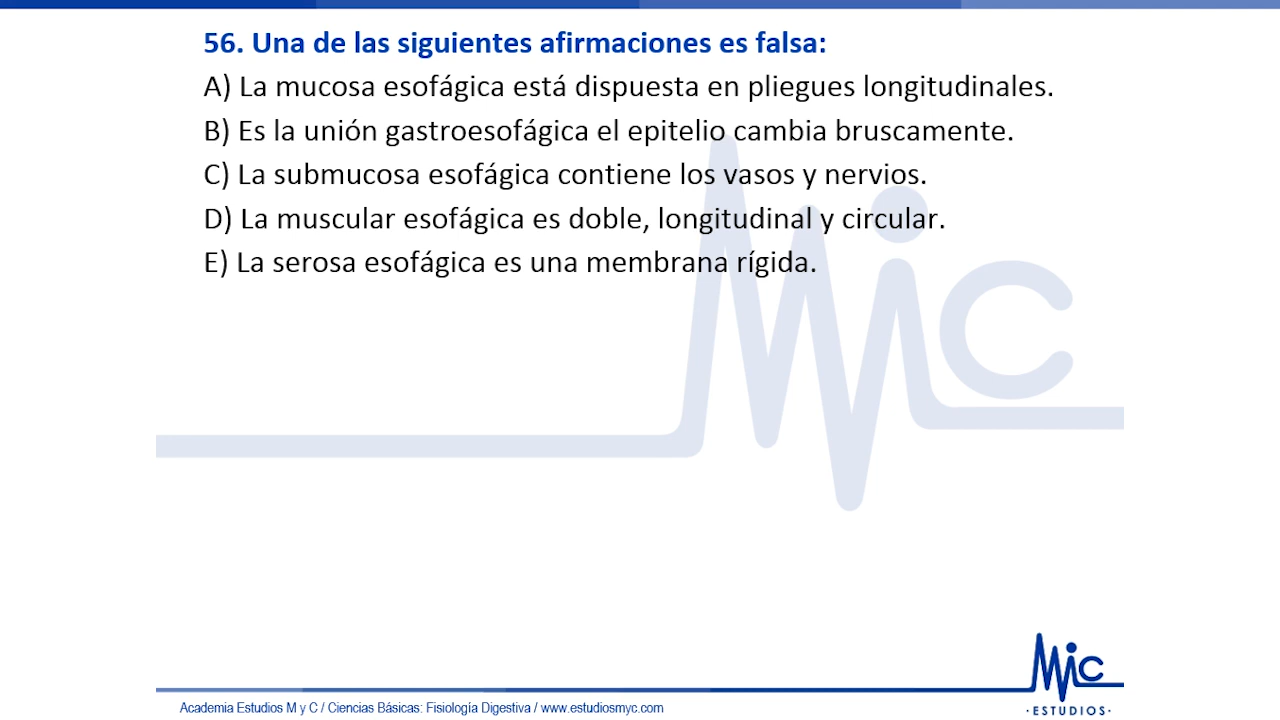 56. Una de las siguientes afirmaciones es falsa:
A) La mucosa esofágica está dispuesta en pliegues longitudinales.
B) Es la unión gastroesofágica el epitelio cambia bruscamente.
C) La submucosa esofágica contiene los vasos y nervios.
D) La muscular esofágica es doble, longitudinal y circular.
E) La serosa esofágica es una membrana rígida.
MiC
MiC
·ESTUDIOS·
Academia Estudios M y C / Ciencias Básicas: Fisiología Digestiva / www.estudiosmyc.com